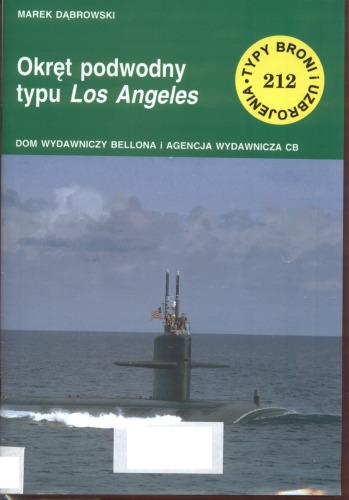 MAREK DĄBROWSKI
Okręt podwodny
typu Los Angeles
TYPY BRONI i UZBROJENIA
212
DOM WYDAWNICZY BELLONA i AGENCJA WYDAWNICZA CB